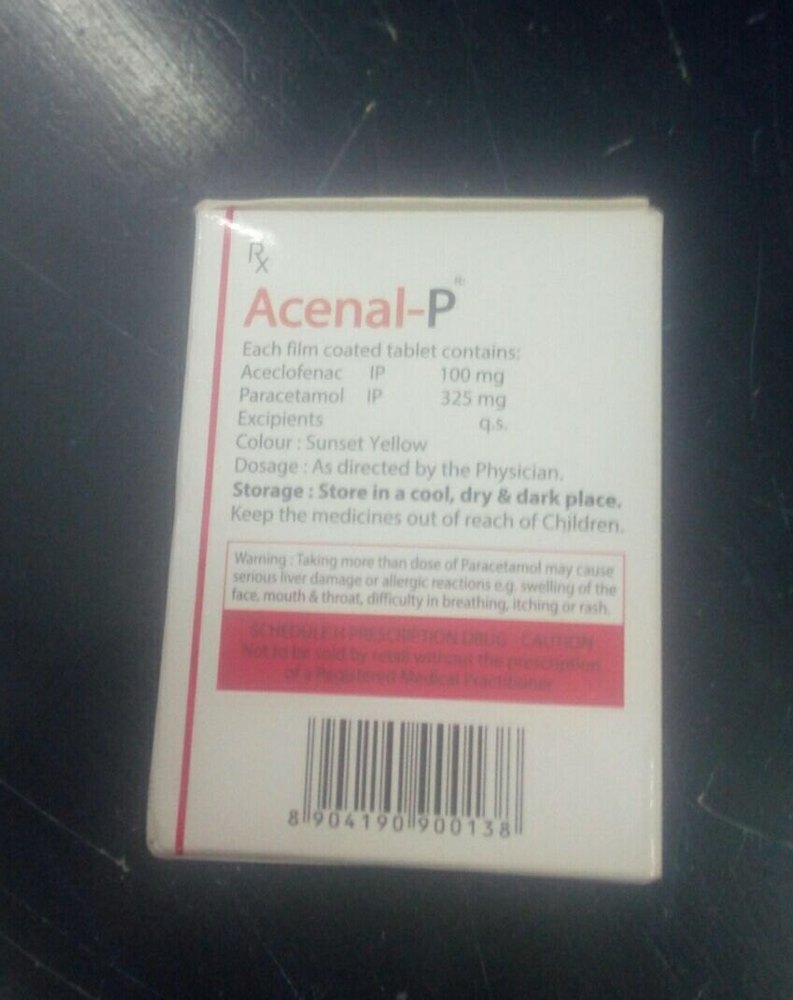 Rx
Acenal-P®
Each film coated tablet contains:
Aceclofenac IP 100 mg
Paracetamol IP 325 mg
Excipients q.s.
Colour : Sunset Yellow
Dosage : As directed by the Physician.
Storage : Store in a cool, dry & dark place.
Keep the medicines out of reach of Children.
Warning : Taking more than dose of Paracetamol may cause
serious liver damage or allergic reactions e.g. swelling of the
face, mouth & throat, difficulty in breathing, itching or rash.
SCHEDULE H PRESCRIPTION DRUG - CAUTION
Not to be sold by retail without the prescription
of a Registered Medical Practitioner
8 904190 900138